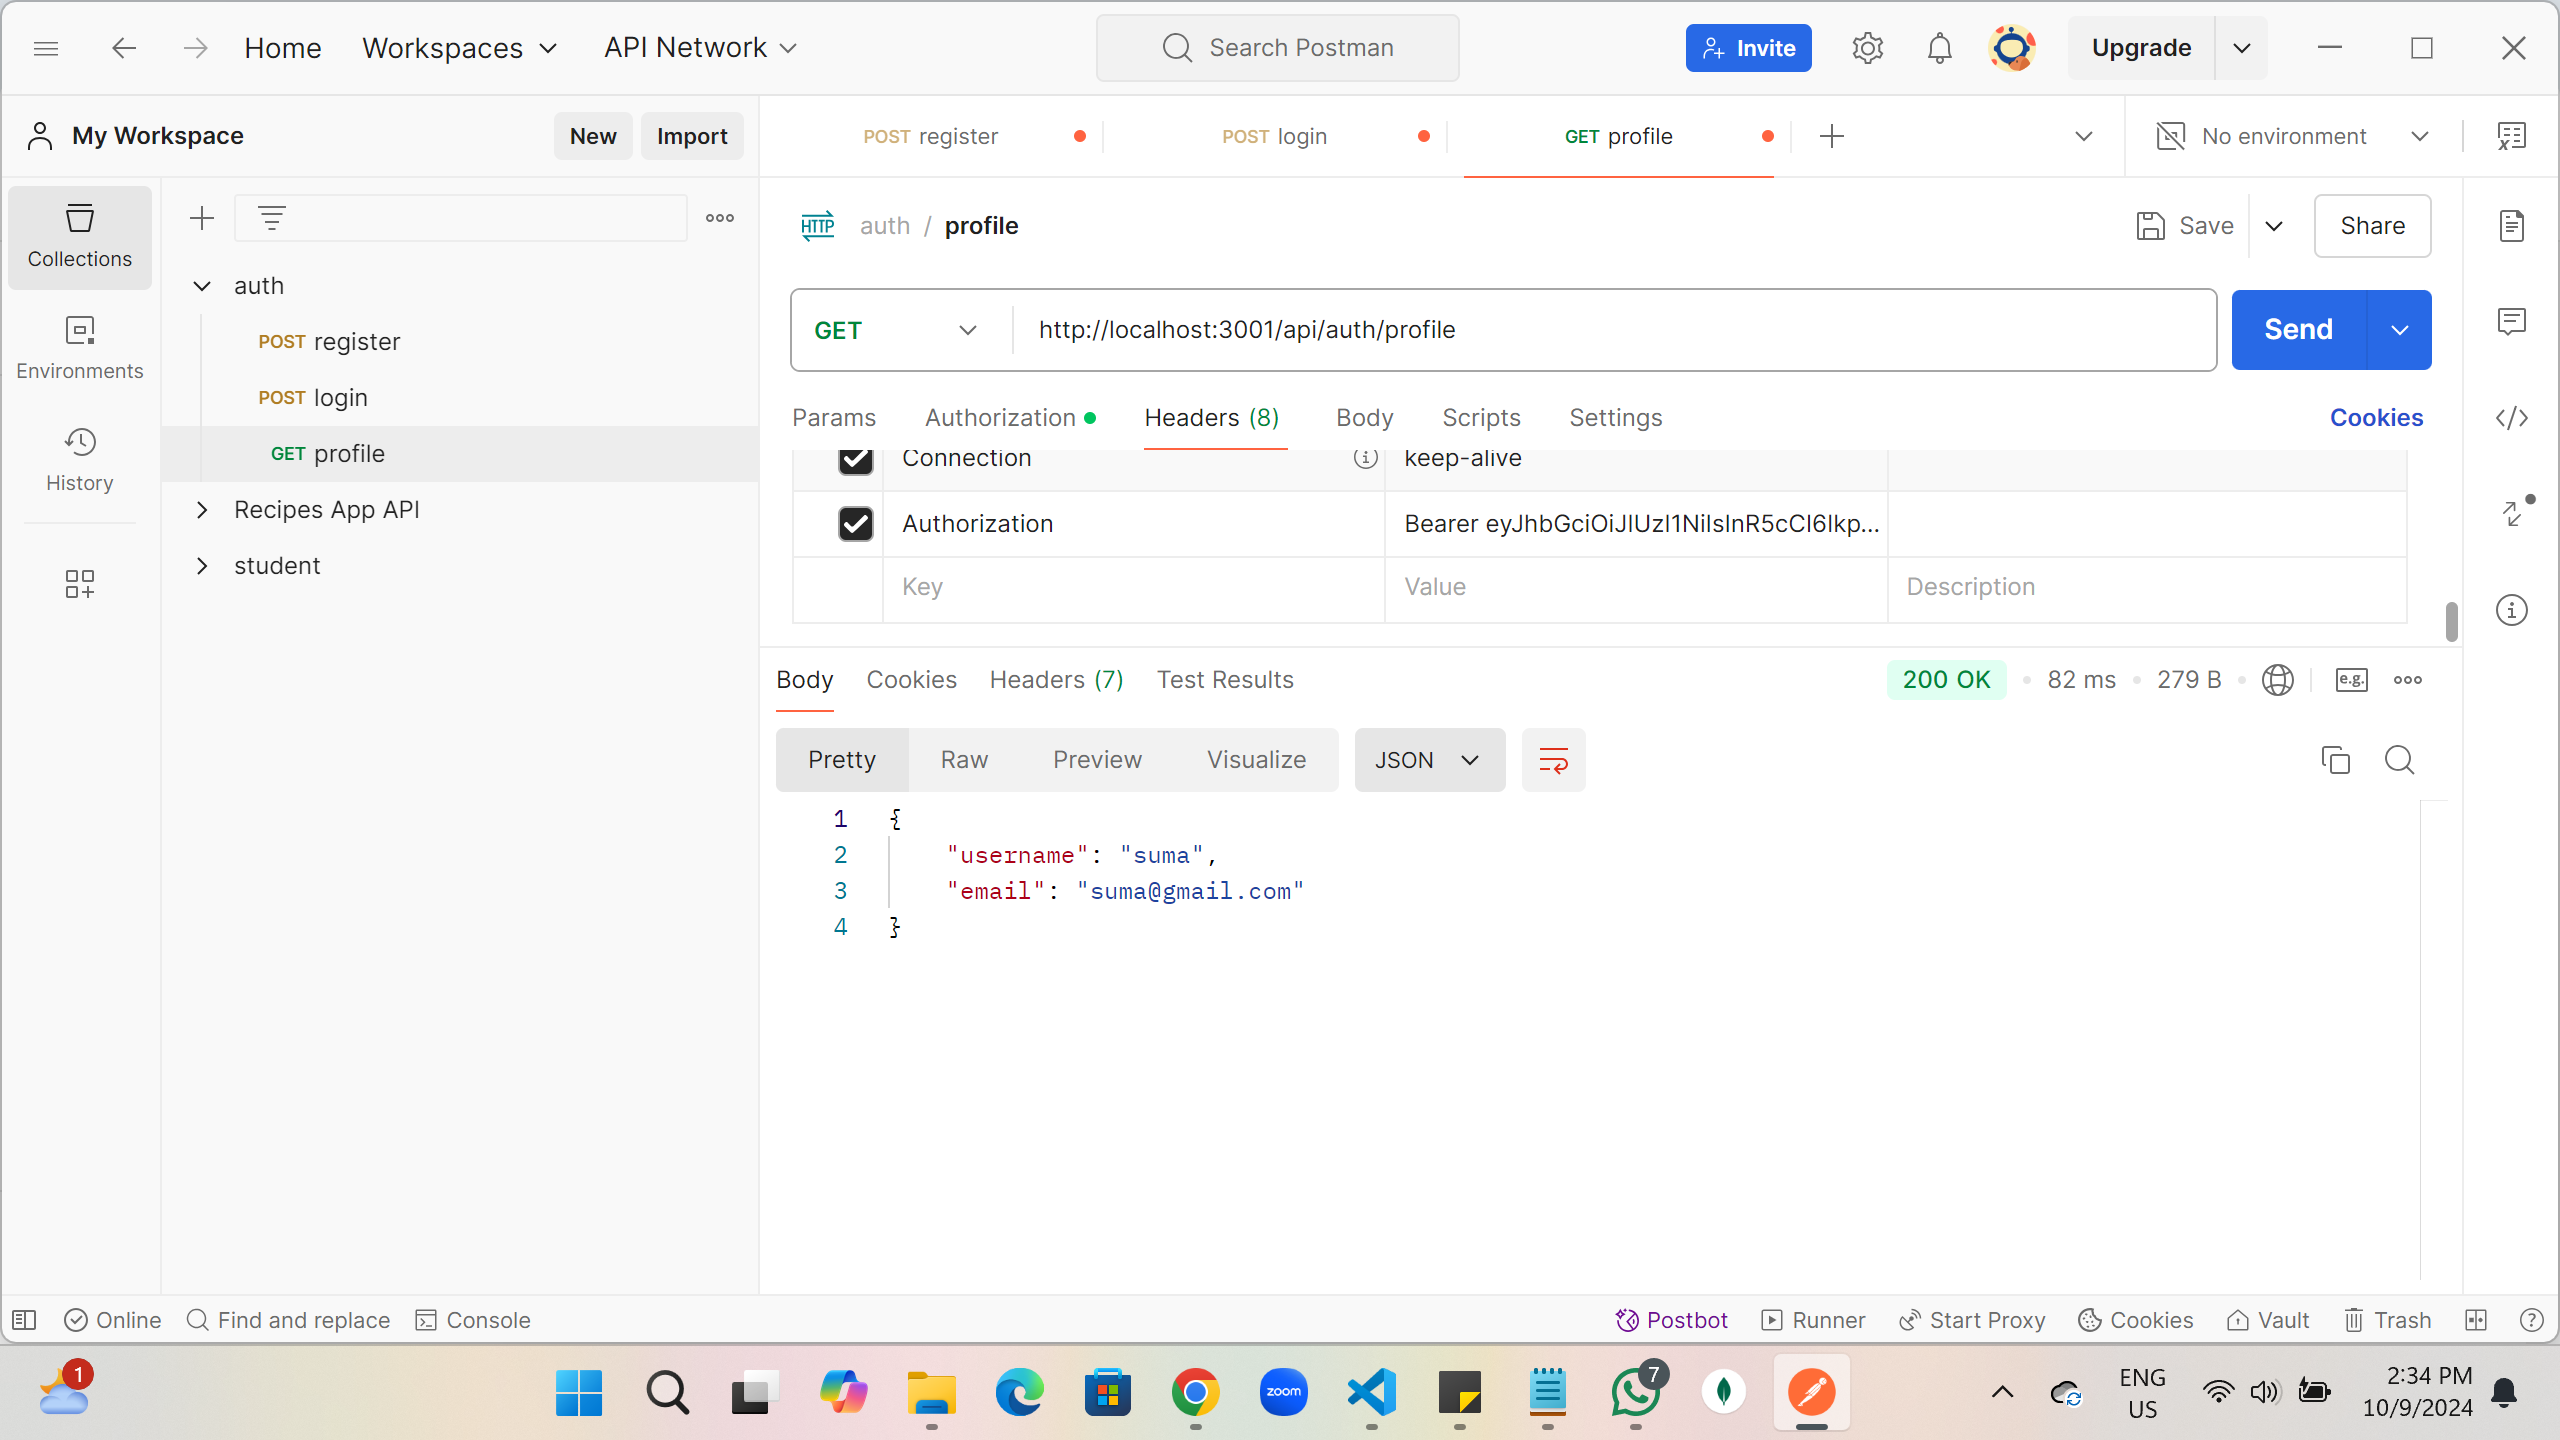 Home
Workspaces
API Network
Search Postman
Invite
Upgrade
My Workspace
New
Import
POST register
POST login
GET profile
No environment
Collections
Environments
History
auth
POST register
POST login
GET profile
Recipes App API
student
HTTP
auth / profile
Save
Share
GET
http://localhost:3001/api/auth/profile
Send
Params
Authorization
Headers (8)
Body
Scripts
Settings
Cookies
Connection
keep-alive
Authorization
Bearer eyJhbGciOiJIUzI1NiIsInR5cCI6Ikp...
Key
Value
Description
Body
Cookies
Headers (7)
Test Results
200 OK
82 ms
279 B
e.g.
Pretty
Raw
Preview
Visualize
JSON
1 {
2 "username": "suma",
3 "email": "suma@gmail.com"
4 }
Online
Find and replace
Console
Postbot
Runner
Start Proxy
Cookies
Vault
Trash
1
zoom
7
ENG
US
2:34 PM
10/9/2024